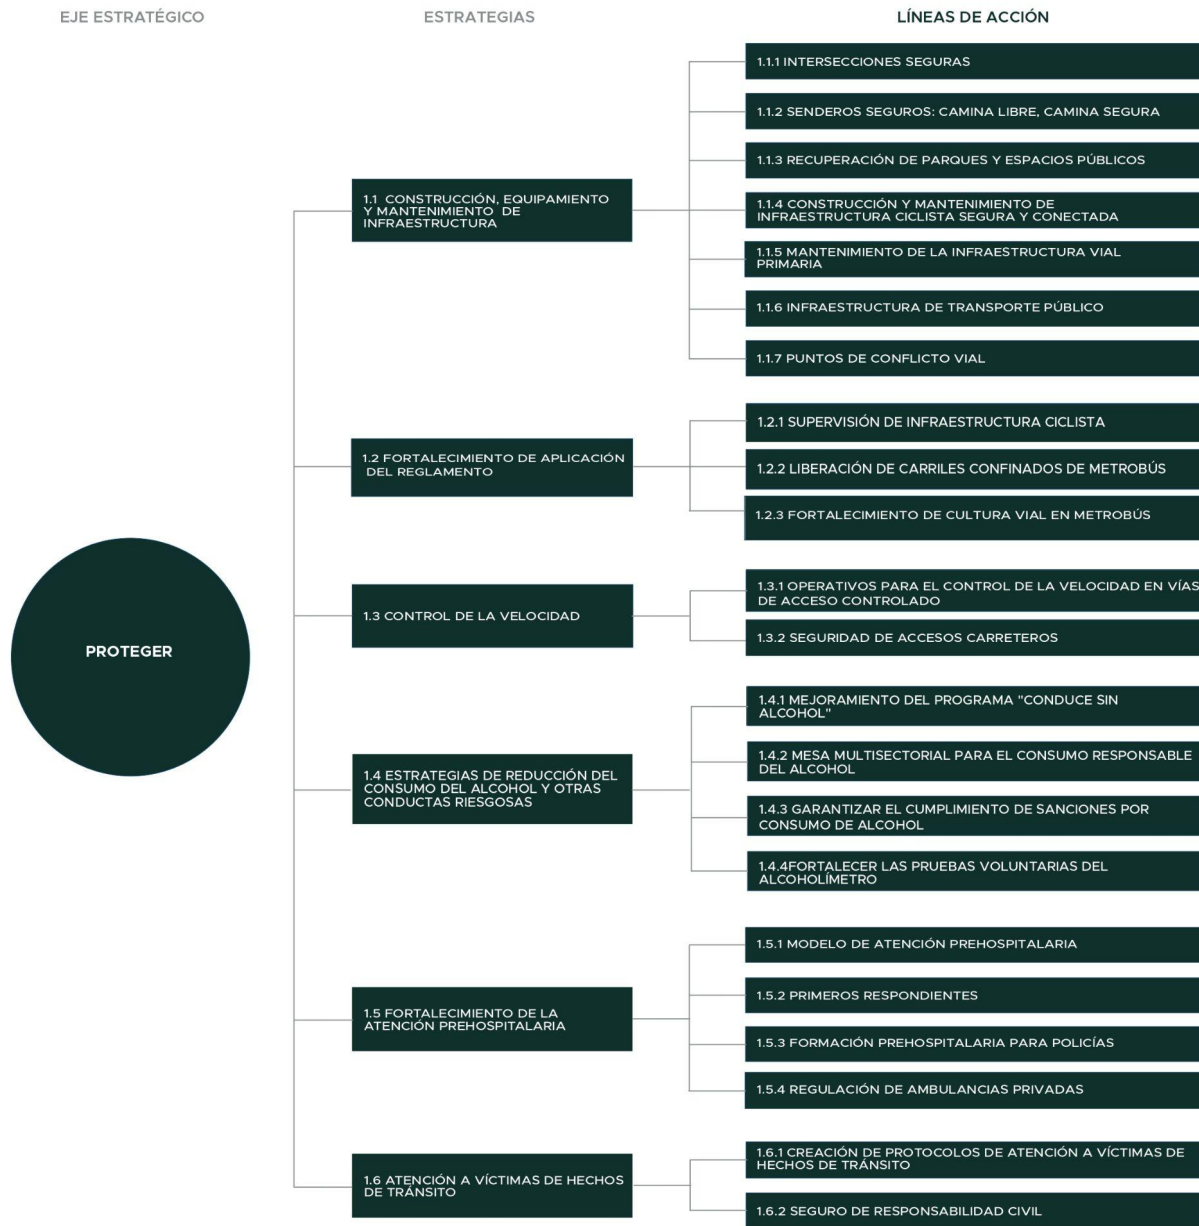 EJE ESTRATÉGICO
ESTRATEGIAS
LÍNEAS DE ACCIÓN
PROTEGER
1.1 CONSTRUCCIÓN, EQUIPAMIENTO
Y MANTENIMIENTO DE
INFRAESTRUCTURA
1.1.1 INTERSECCIONES SEGURAS
1.1.2 SENDEROS SEGUROS: CAMINA LIBRE, CAMINA SEGURA
1.1.3 RECUPERACIÓN DE PARQUES Y ESPACIOS PÚBLICOS
1.1.4 CONSTRUCCIÓN Y MANTENIMIENTO DE
INFRAESTRUCTURA CICLISTA SEGURA Y CONECTADA
1.1.5 MANTENIMIENTO DE LA INFRAESTRUCTURA VIAL
PRIMARIA
1.1.6 INFRAESTRUCTURA DE TRANSPORTE PÚBLICO
1.1.7 PUNTOS DE CONFLICTO VIAL
1.2 FORTALECIMIENTO DE APLICACIÓN
DEL REGLAMENTO
1.2.1 SUPERVISIÓN DE INFRAESTRUCTURA CICLISTA
1.2.2 LIBERACIÓN DE CARRILES CONFINADOS DE METROBÚS
1.2.3 FORTALECIMIENTO DE CULTURA VIAL EN METROBÚS
1.3 CONTROL DE LA VELOCIDAD
1.3.1 OPERATIVOS PARA EL CONTROL DE LA VELOCIDAD EN VÍAS
DE ACCESO CONTROLADO
1.3.2 SEGURIDAD DE ACCESOS CARRETEROS
1.4 ESTRATEGIAS DE REDUCCIÓN DEL
CONSUMO DEL ALCOHOL Y OTRAS
CONDUCTAS RIESGOSAS
1.4.1 MEJORAMIENTO DEL PROGRAMA "CONDUCE SIN
ALCOHOL"
1.4.2 MESA MULTISECTORIAL PARA EL CONSUMO RESPONSABLE
DEL ALCOHOL
1.4.3 GARANTIZAR EL CUMPLIMIENTO DE SANCIONES POR
CONSUMO DE ALCOHOL
1.4.4FORTALECER LAS PRUEBAS VOLUNTARIAS DEL
ALCOHOLÍMETRO
1.5 FORTALECIMIENTO DE LA
ATENCIÓN PREHOSPITALARIA
1.5.1 MODELO DE ATENCIÓN PREHOSPITALARIA
1.5.2 PRIMEROS RESPONDIENTES
1.5.3 FORMACIÓN PREHOSPITALARIA PARA POLICÍAS
1.5.4 REGULACIÓN DE AMBULANCIAS PRIVADAS
1.6 ATENCIÓN A VÍCTIMAS DE HECHOS
DE TRÁNSITO
1.6.1 CREACIÓN DE PROTOCOLOS DE ATENCIÓN A VÍCTIMAS DE
HECHOS DE TRÁNSITO
1.6.2 SEGURO DE RESPONSABILIDAD CIVIL